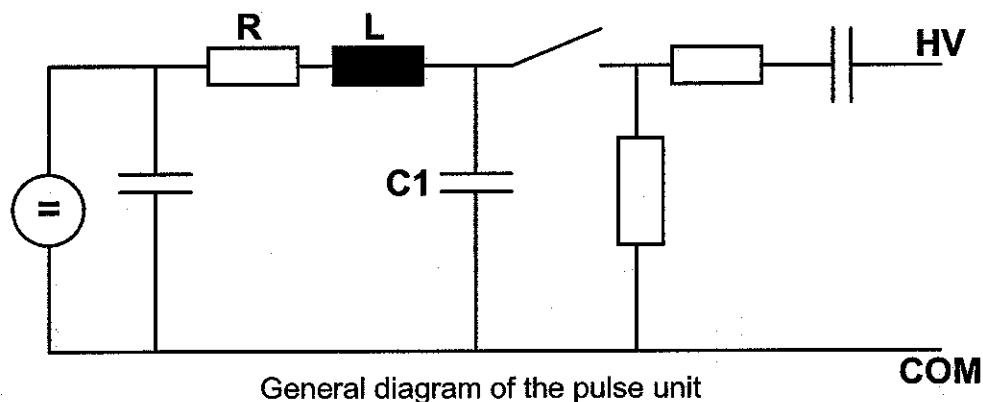 R L
HV
C1
=
COM
General diagram of the pulse unit